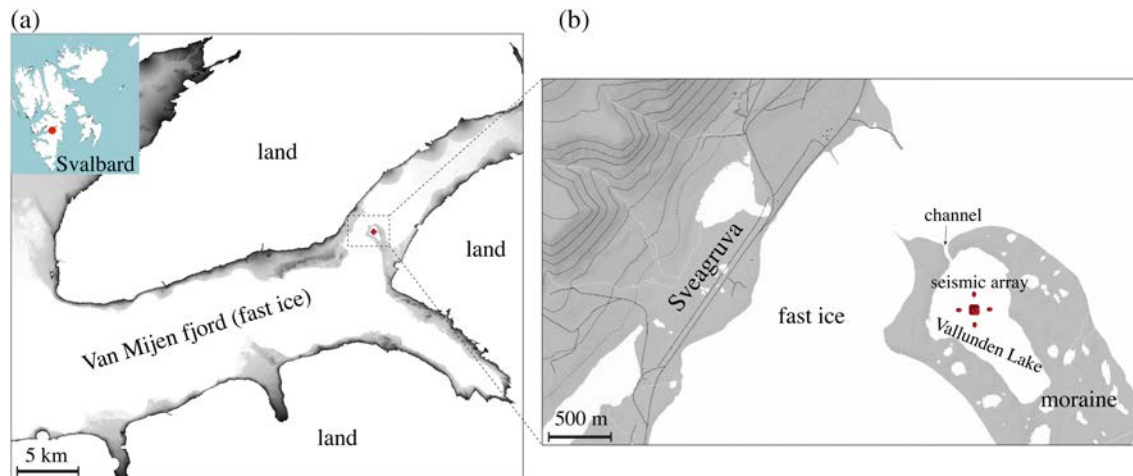 (a)
Svalbard
land
land
Van Mijen fjord (fast ice)
land
5 km
(b)
channel
Sveagruva
seismic array
fast ice
Vallunden Lake
moraine
500 m